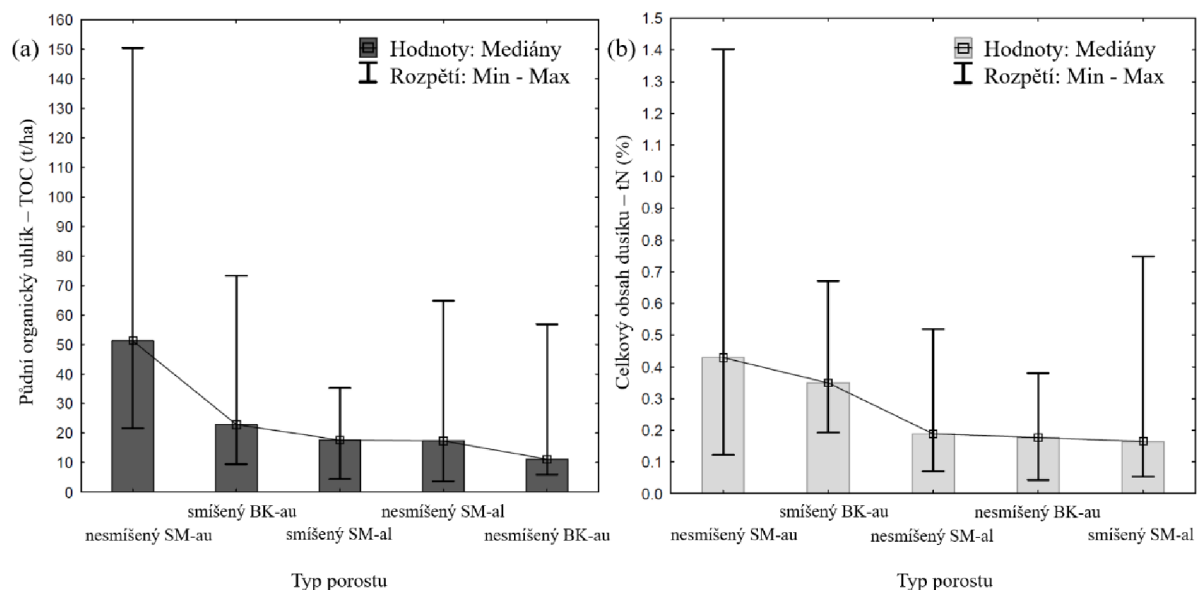 (a)
Půdní organický uhlík – TOC (t/ha)
160
150
140
130
120
110
100
90
80
70
60
50
40
30
20
10
0
Hodnoty: Mediány
Rozpětí: Min - Max
smíšený BK-au
nesmíšený SM-al
nesmíšený SM-au
smíšený SM-al
nesmíšený BK-au
Typ porostu
(b)
Celkový obsah dusíku – tN (%)
1.5
1.4
1.3
1.2
1.1
1.0
0.9
0.8
0.7
0.6
0.5
0.4
0.3
0.2
0.1
0.0
Hodnoty: Mediány
Rozpětí: Min - Max
smíšený BK-au
nesmíšený BK-au
nesmíšený SM-au
nesmíšený SM-al
smíšený SM-al
Typ porostu